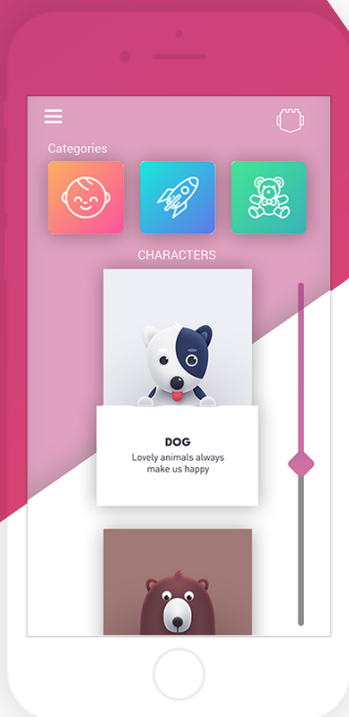 Categories
CHARACTERS
DOG
Lovely animals always
make us happy